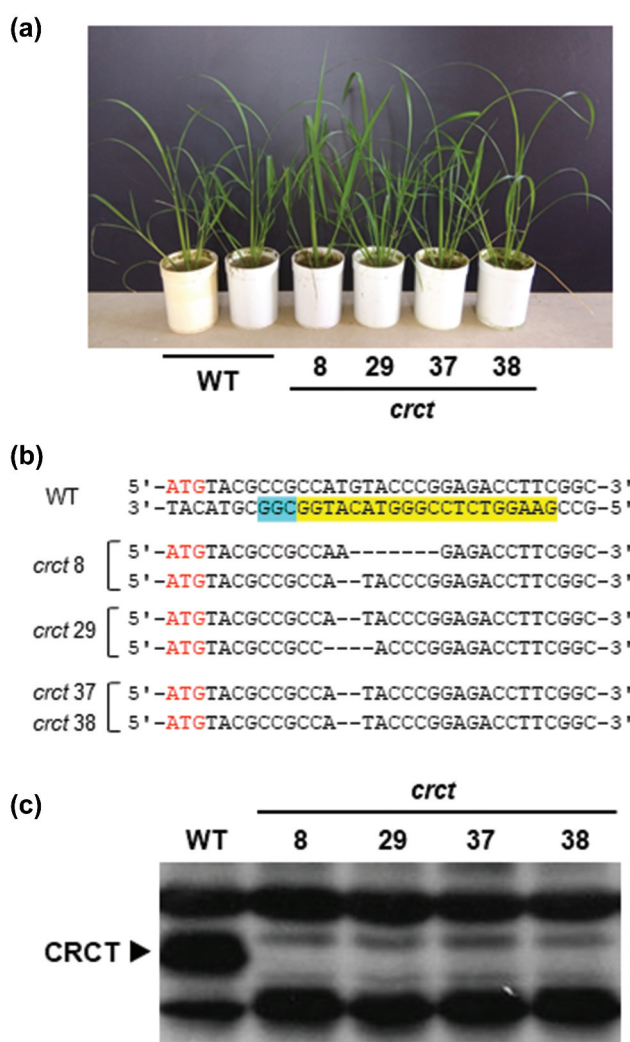 (a)
WT
8 29 37 38
crct
(b)
WT
5'-ATGTACGCCGCCATGTACCCGGAGACCTTCGGC-3'
3'-TACATGCGGCGGTACATGGGCCTCTGGAAGCCG-5'
crct 8
5'-ATGTACGCCGCCAA-------GAGACCTTCGGC-3'
5'-ATGTACGCCGCCA--TACCCGGAGACCTTCGGC-3'
crct 29
5'-ATGTACGCCGCCA--TACCCGGAGACCTTCGGC-3'
5'-ATGTACGCCGCC----ACCCGGAGACCTTCGGC-3'
crct 37 5'-ATGTACGCCGCCA--TACCCGGAGACCTTCGGC-3'
crct 38 5'-ATGTACGCCGCCA--TACCCGGAGACCTTCGGC-3'
(c)
crct
WT 8 29 37 38
CRCT